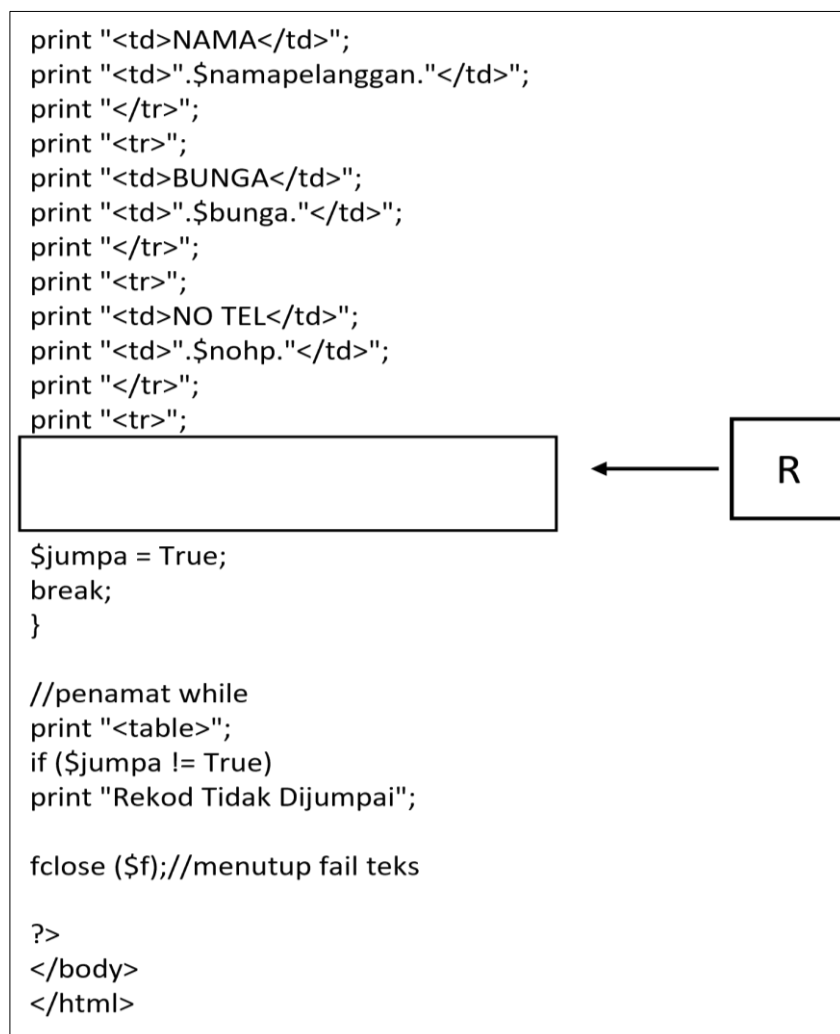 print "<td>NAMA</td>";
print "<td>".$namapelanggan."</td>";
print "</tr>";
print "<tr>";
print "<td>BUNGA</td>";
print "<td>".$bunga."</td>";
print "</tr>";
print "<tr>";
print "<td>NO TEL</td>";
print "<td>".$nohp."</td>";
print "</tr>";
print "<tr>";
R
$jumpa = True;
break;
}
//penamat while
print "<table>";
if ($jumpa != True)
print "Rekod Tidak Dijumpai";
fclose ($f);//menutup fail teks
?>
</body>
</html>